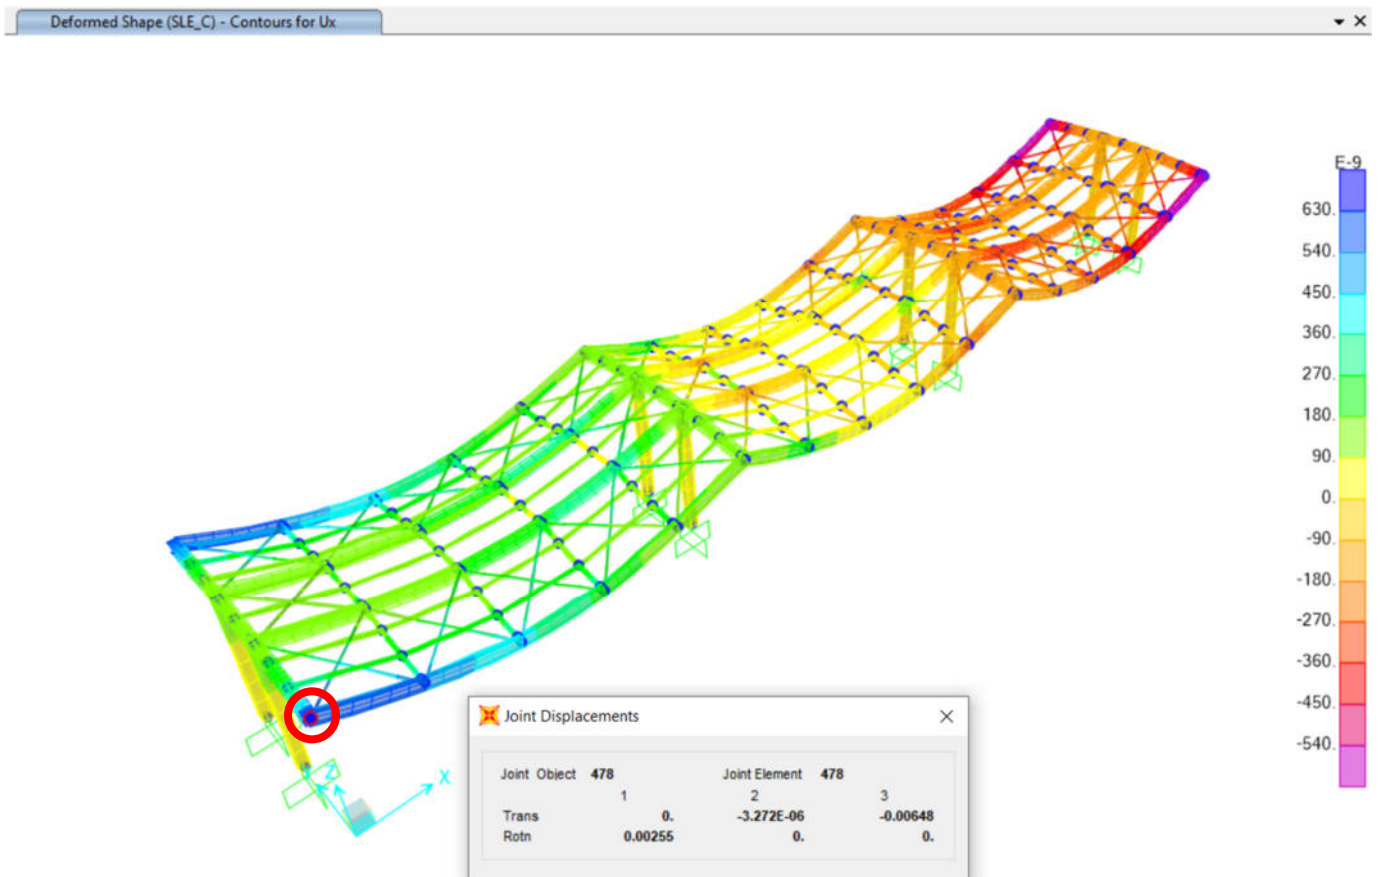 Deformed Shape (SLE_C) - Contours for Ux
E-9
630.
540.
450.
360.
270.
180.
90.
0.
-90.
-180.
-270.
-360.
-450.
-540.
Z
X
Joint Displacements
Joint Object 478 Joint Element 478
1 2 3
Trans 0. -3.272E-06 -0.00648
Rotn 0.00255 0. 0.